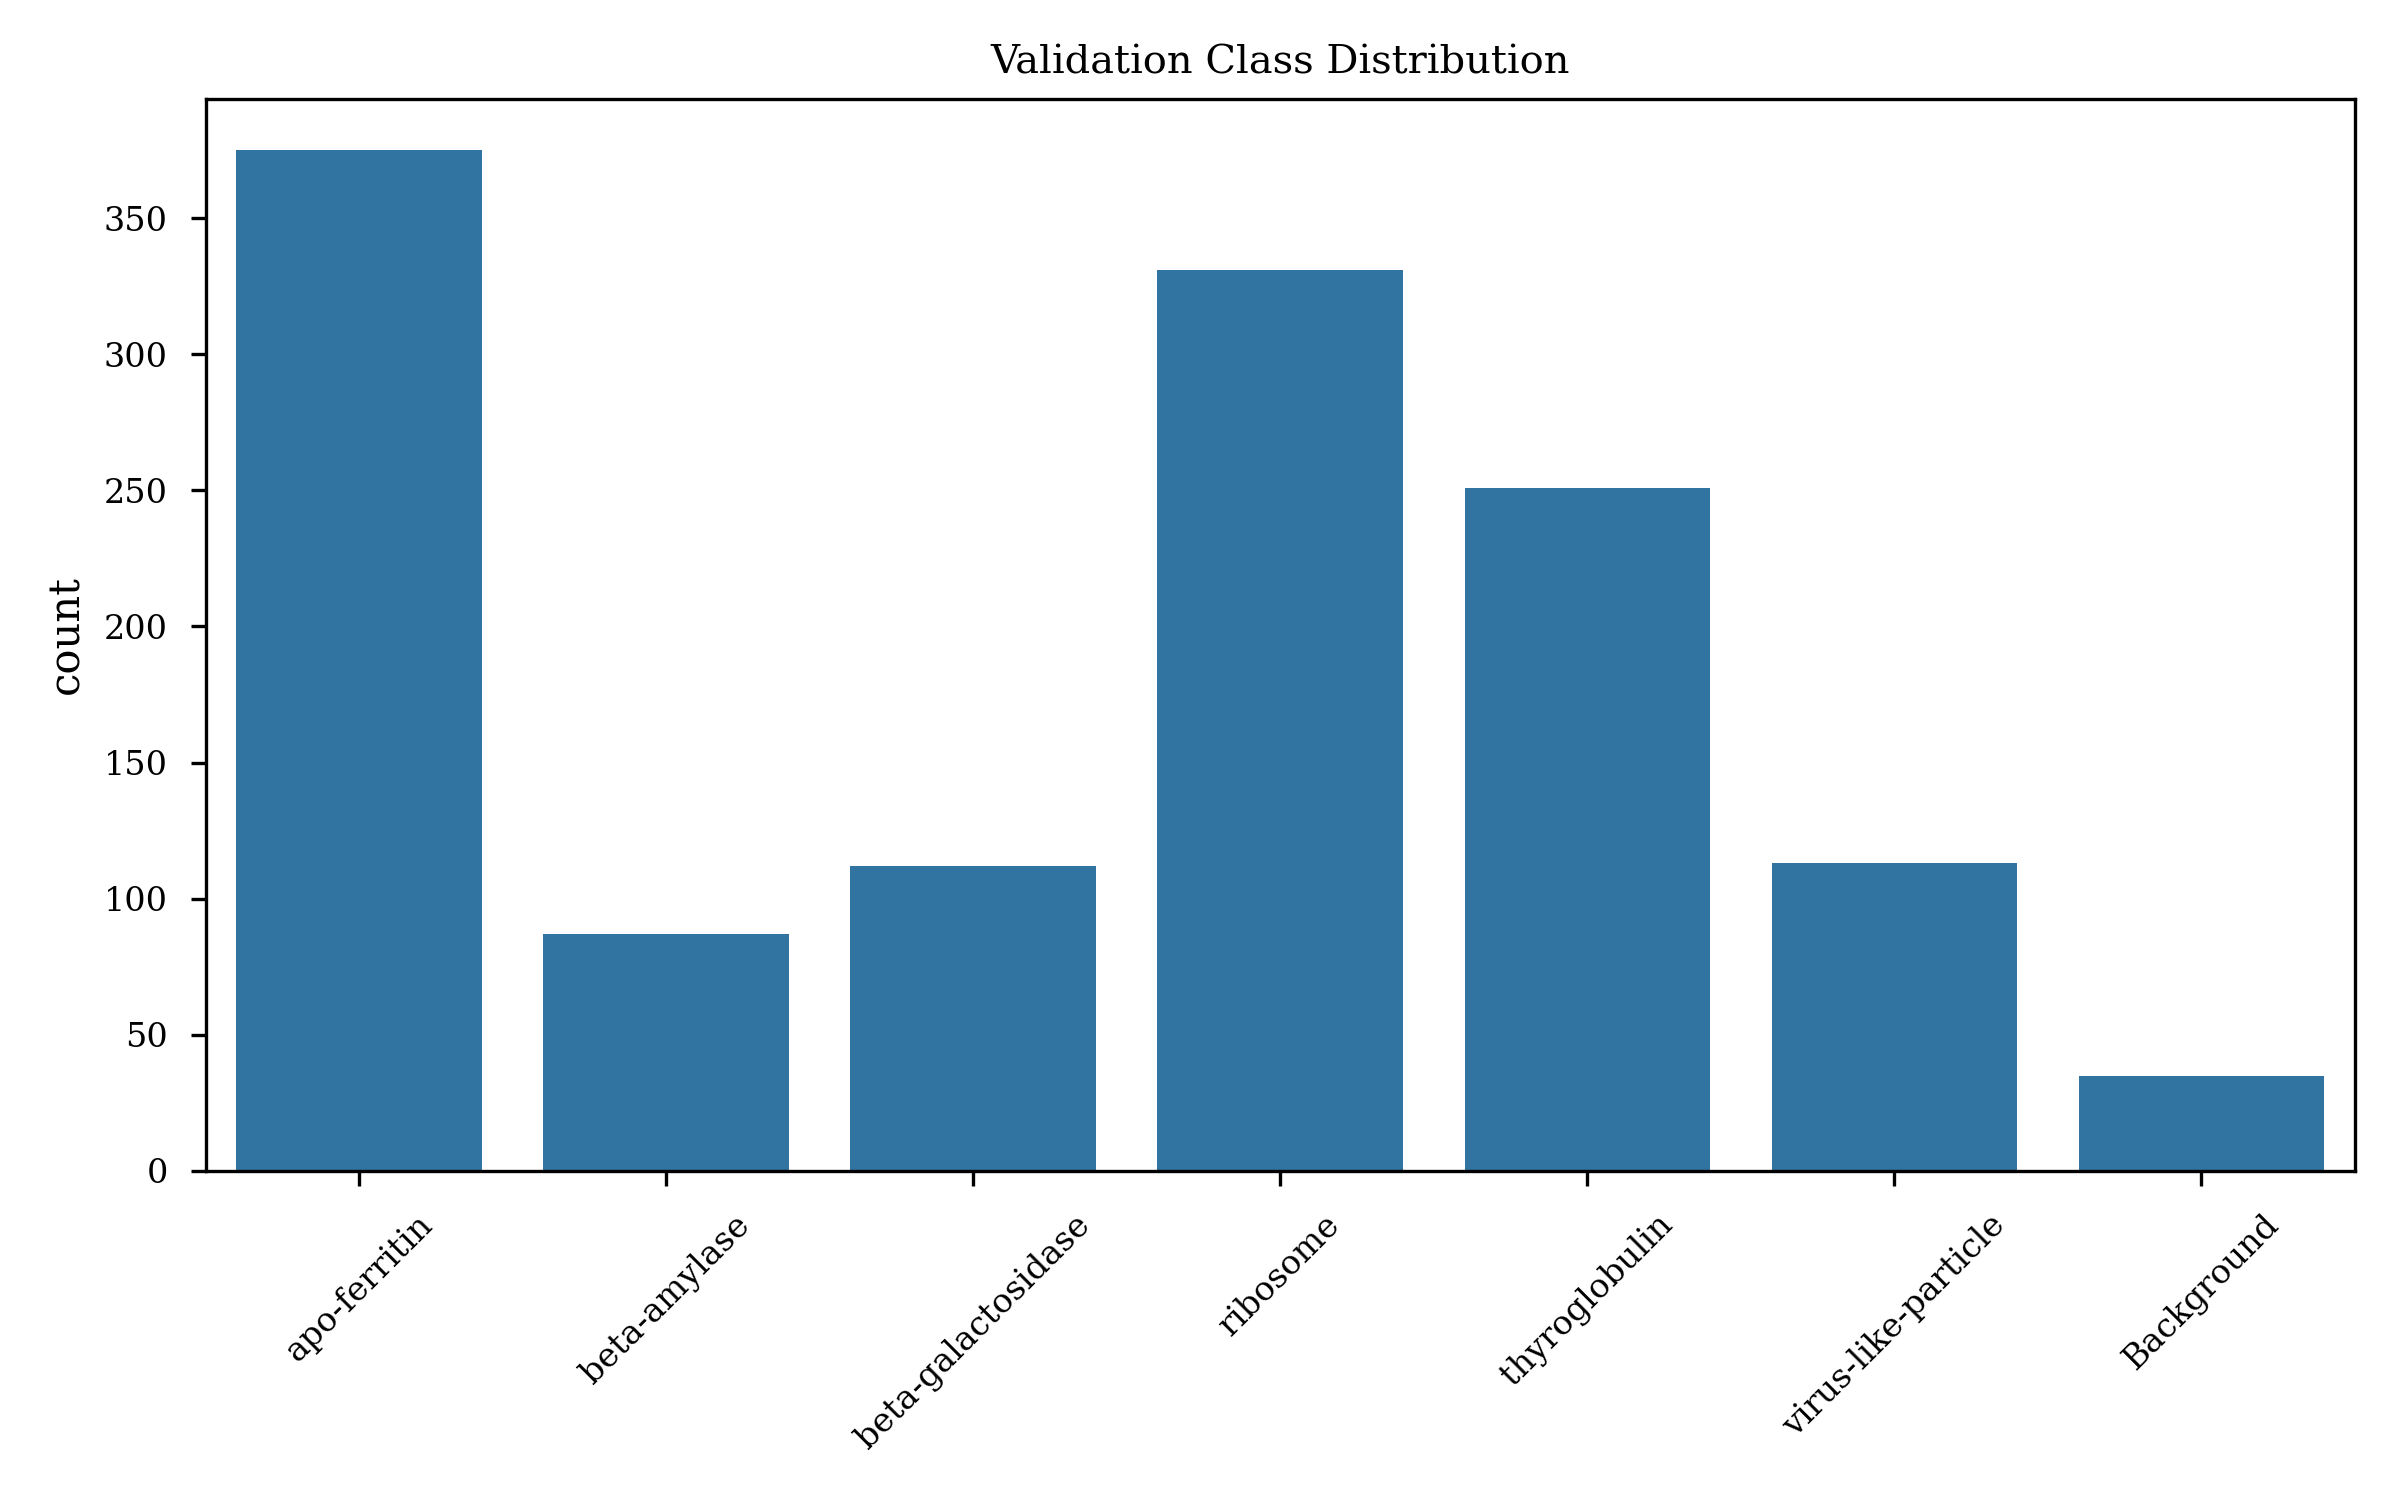 Validation Class Distribution
count
350
300
250
200
150
100
50
0
apo-ferritin
beta-amylase
beta-galactosidase
ribosome
thyroglobulin
virus-like-particle
Background